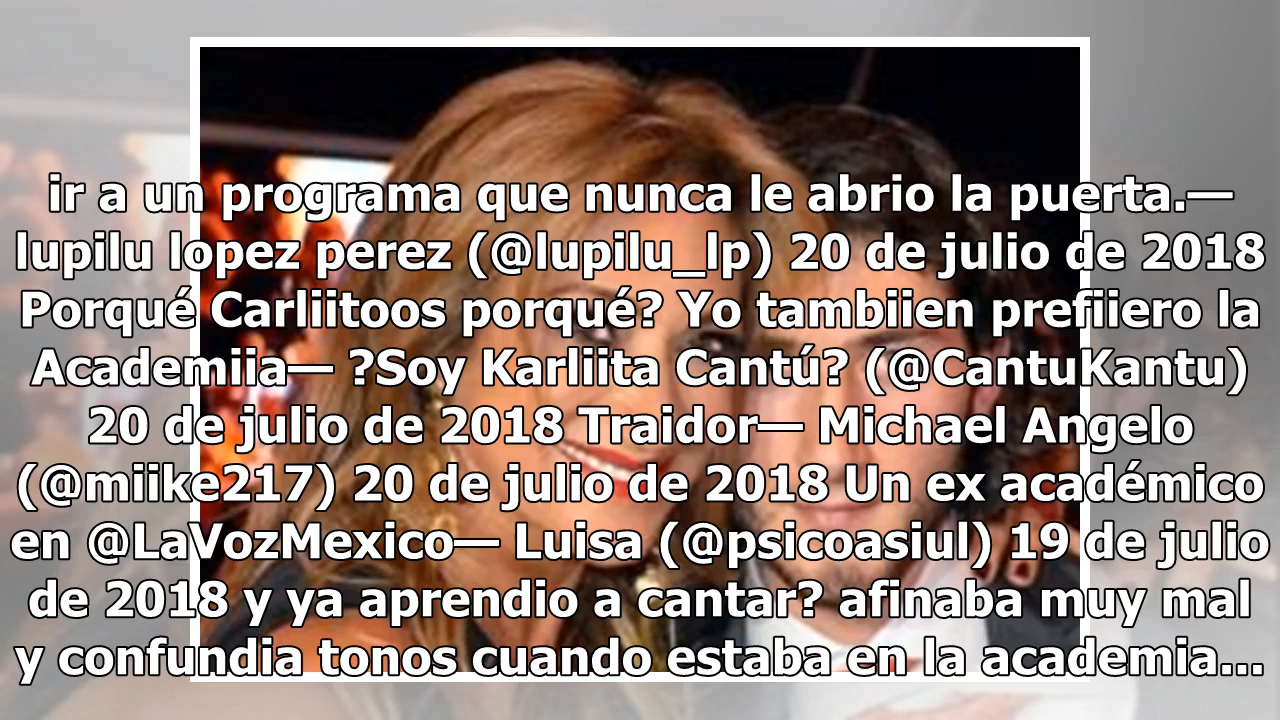 ir a un programa que nunca le abrio la puerta.—
lupilu lopez perez (@lupilu_lp) 20 de julio de 2018
Porqué Carliitoos porqué? Yo tambiien prefiiero la
Academiia— ?Soy Karliita Cantú? (@CantuKantu)
20 de julio de 2018 Traidor— Michael Angelo
(@miike217) 20 de julio de 2018 Un ex académico
en @LaVozMexico— Luisa (@psicoasiul) 19 de julio
de 2018 y ya aprendio a cantar? afinaba muy mal
y confundia tonos cuando estaba en la academia...